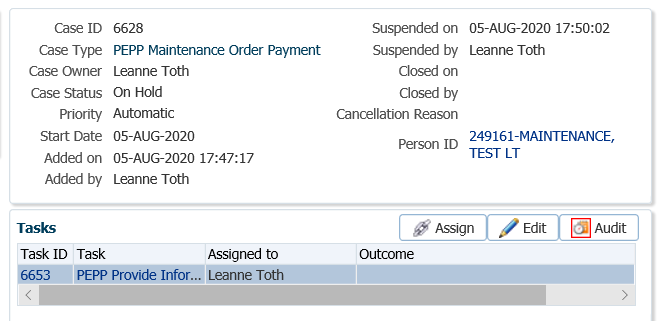 Case ID 6628
Case Type PEPP Maintenance Order Payment
Case Owner Leanne Toth
Case Status On Hold
Priority Automatic
Start Date 05-AUG-2020
Added on 05-AUG-2020 17:47:17
Added by Leanne Toth
Suspended on 05-AUG-2020 17:50:02
Suspended by Leanne Toth
Closed on
Closed by
Cancellation Reason
Person ID 249161-MAINTENANCE,
TEST LT
Tasks Assign Edit Audit
Task ID Task Assigned to Outcome
6653 PEPP Provide Infor... Leanne Toth